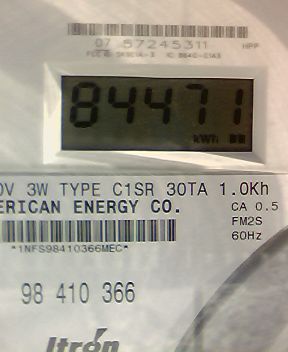 07 57245311 HPP
84471
kWh
0V 3W TYPE C1SR 30TA 1.0Kh
ERICAN ENERGY CO. CA 0.5
FM2S
60Hz
*1NFS98410366MEC*
98 410 366
Itron